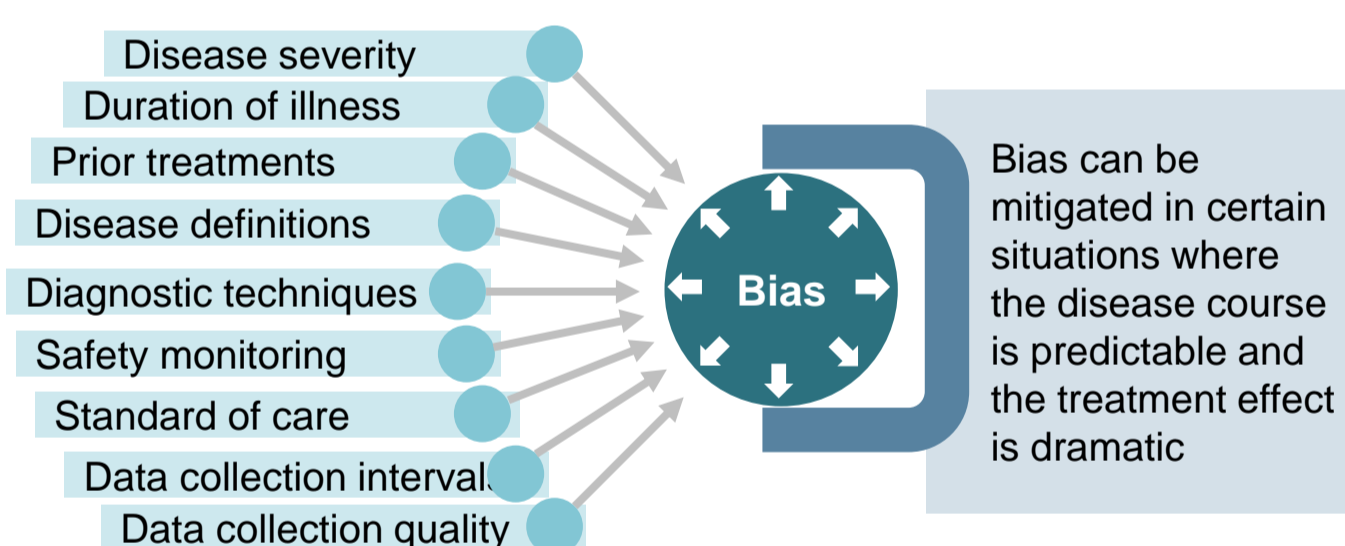 Disease severity
Duration of illness
Prior treatments
Disease definitions
Diagnostic techniques
Safety monitoring
Standard of care
Data collection intervals
Data collection quality
Bias
Bias can be
mitigated in certain
situations where
the disease course
is predictable and
the treatment effect
is dramatic